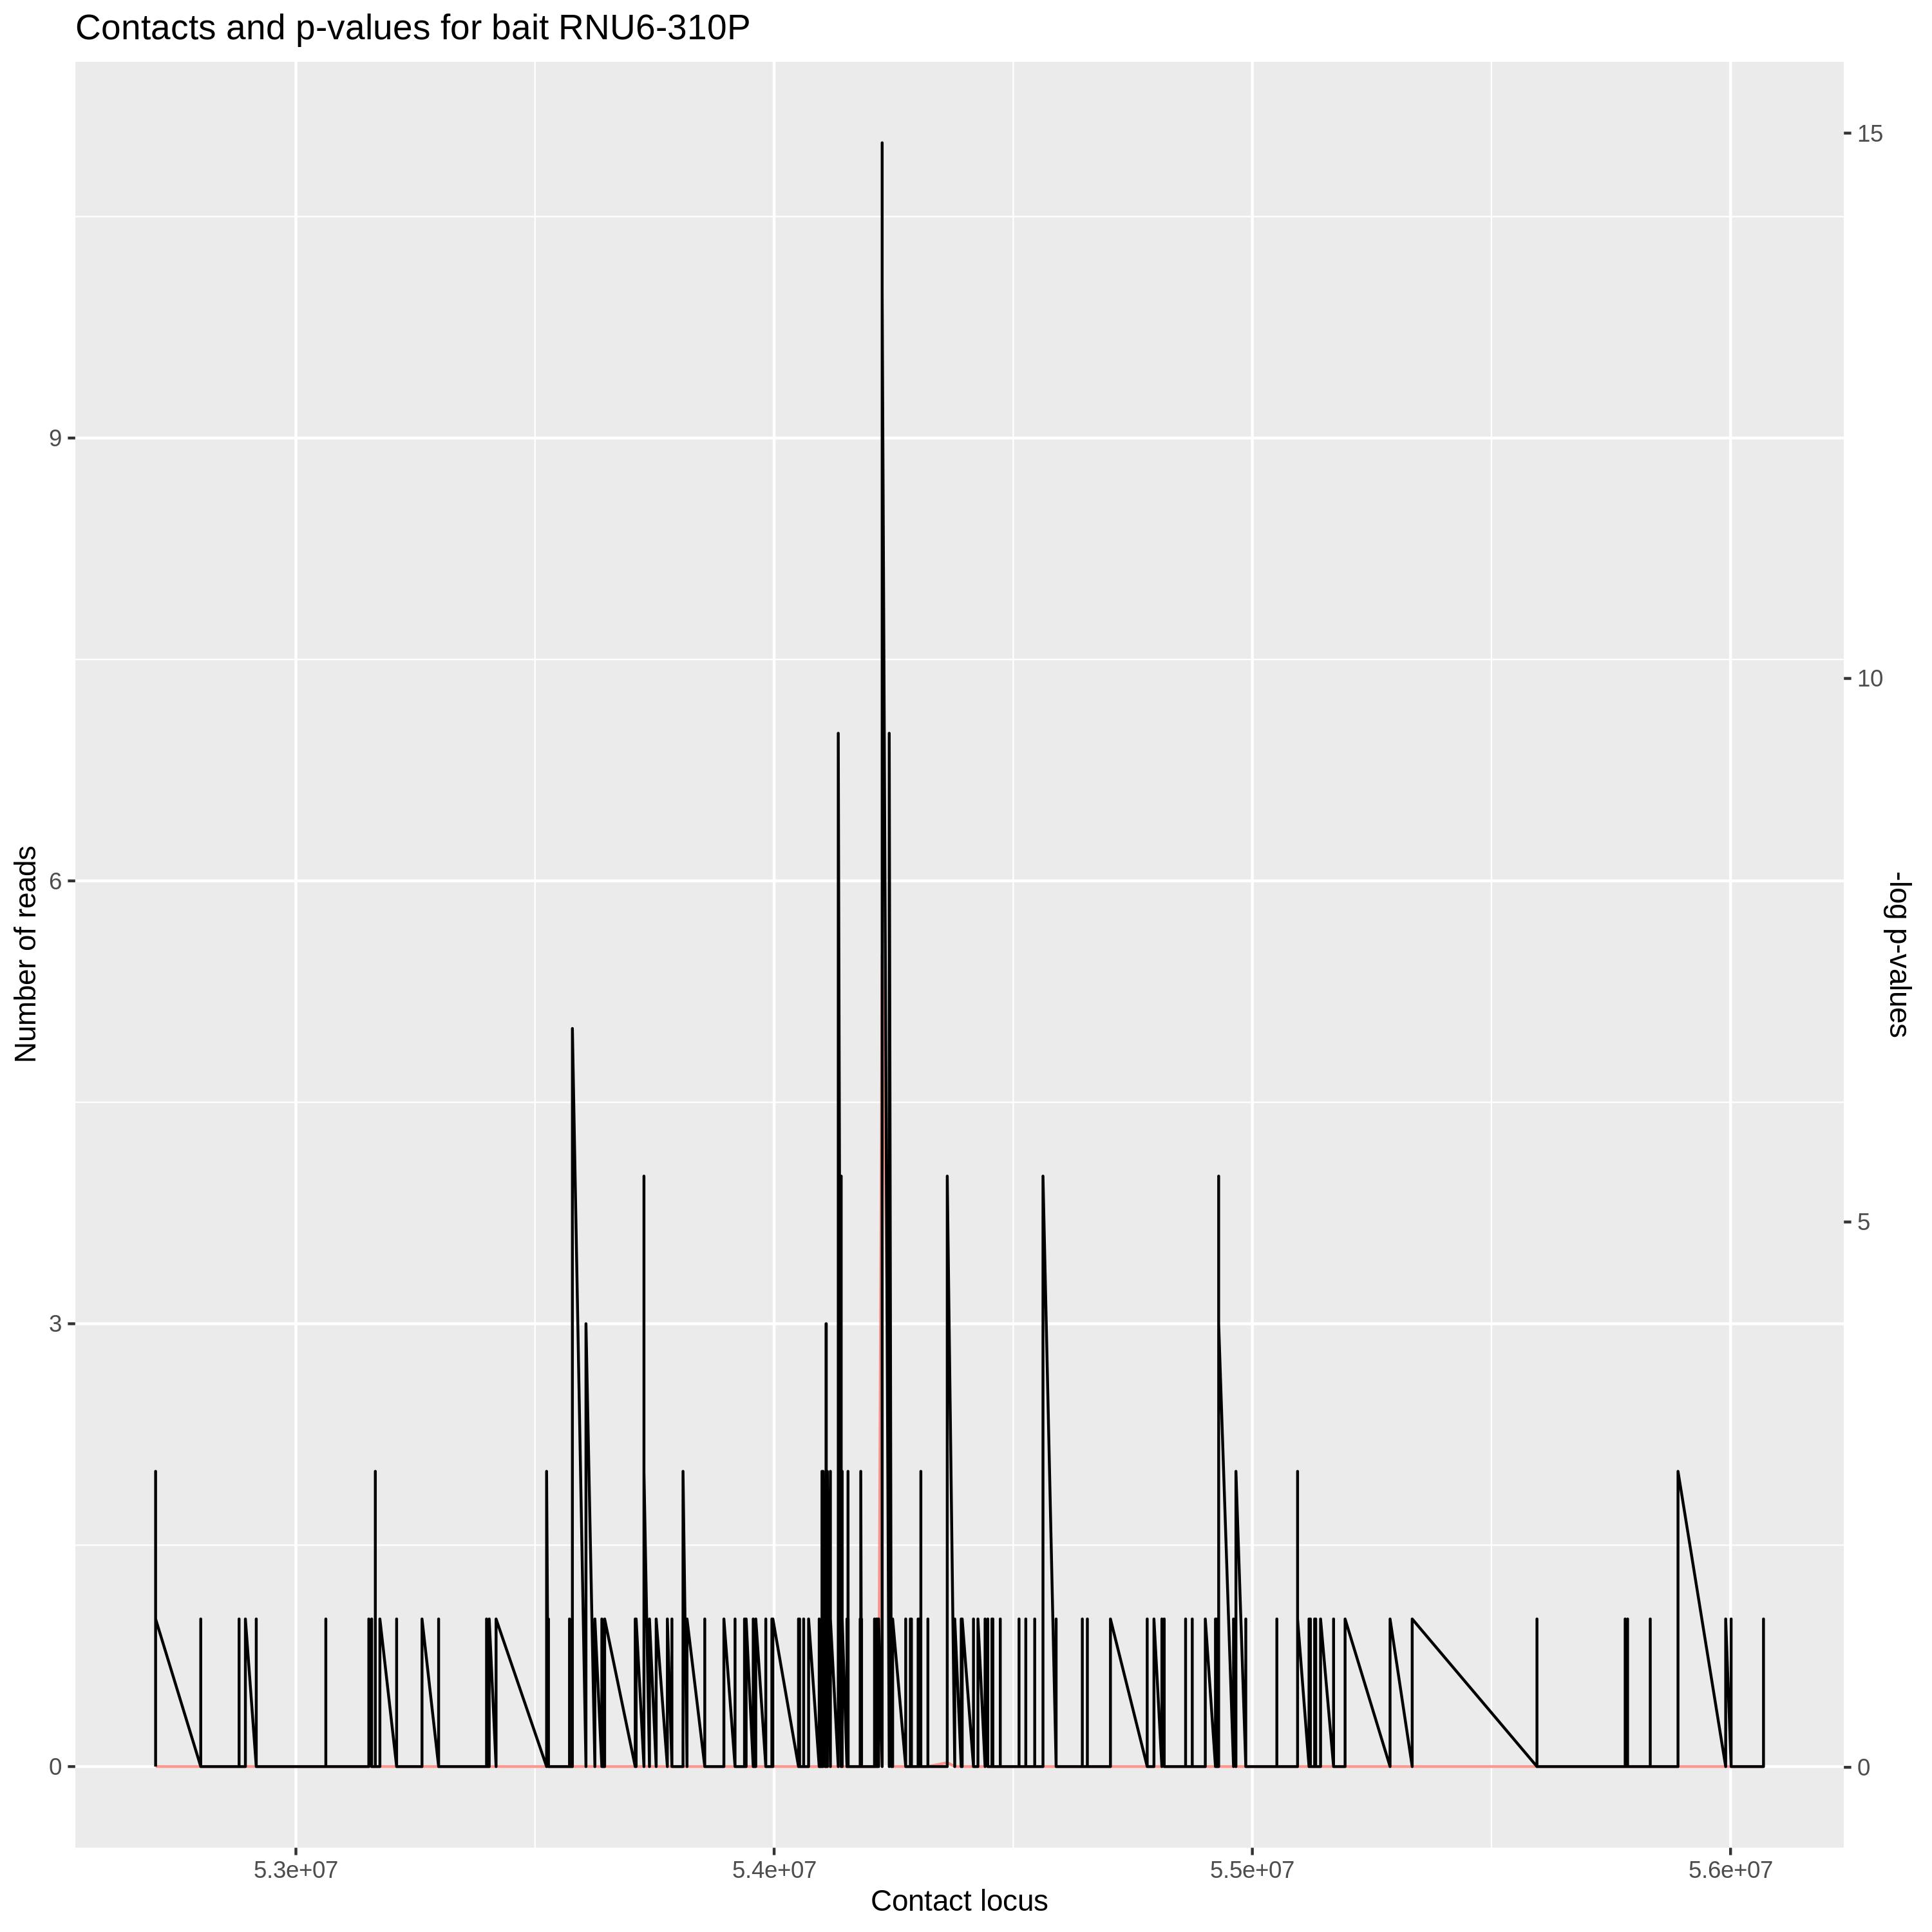 Contacts and p-values for bait RNU6-310P
15
9
10
6
Number of reads
-log p-values
5
3
0
0
5.3e+07
5.4e+07
5.5e+07
5.6e+07
Contact locus